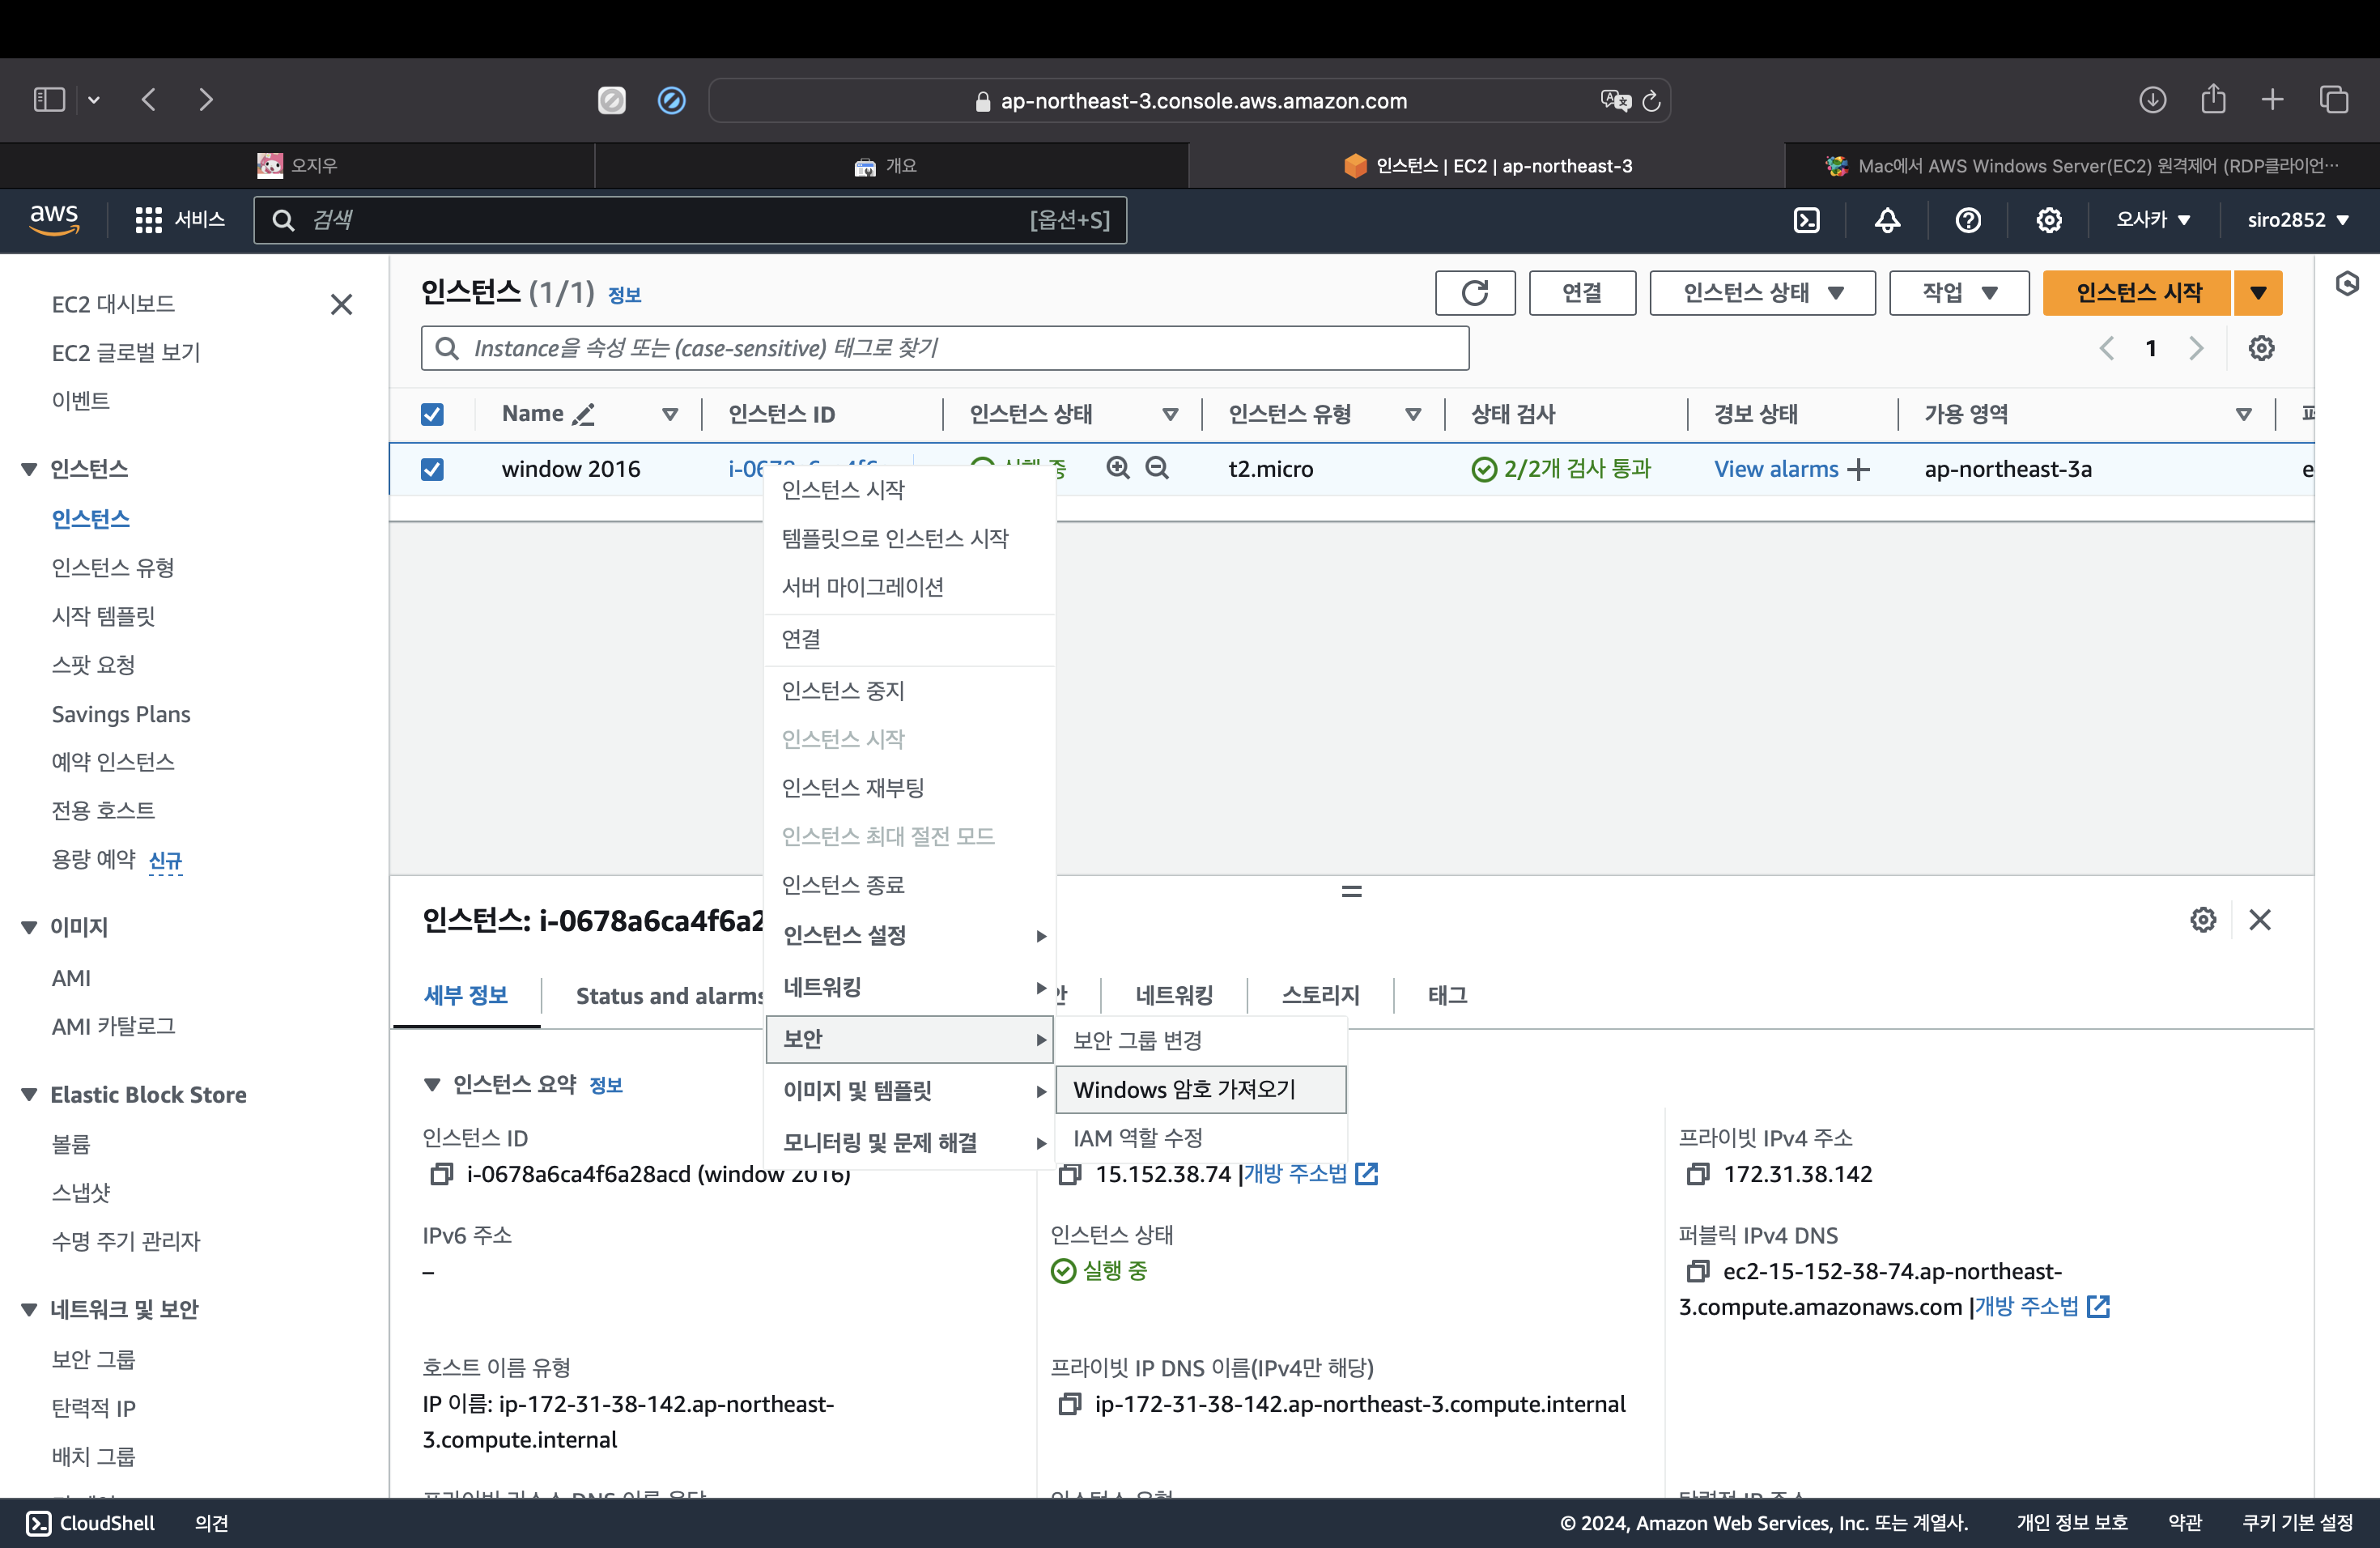 ap-northeast-3.console.aws.amazon.com
오지우
개요
인스턴스 | EC2 | ap-northeast-3
Mac에서 AWS Windows Server(EC2) 원격제어 (RDP클라이언…
aws
서비스
검색
[옵션+S]
오사카
siro2852
EC2 대시보드
EC2 글로벌 보기
이벤트
인스턴스
인스턴스
인스턴스 유형
시작 템플릿
스팟 요청
Savings Plans
예약 인스턴스
전용 호스트
용량 예약 신규
이미지
AMI
AMI 카탈로그
Elastic Block Store
볼륨
스냅샷
수명 주기 관리자
네트워크 및 보안
보안 그룹
탄력적 IP
배치 그룹
인스턴스 (1/1) 정보
연결
인스턴스 상태
작업
인스턴스 시작
Instance을 속성 또는 (case-sensitive) 태그로 찾기
1
Name
인스턴스 ID
인스턴스 상태
인스턴스 유형
상태 검사
경보 상태
가용 영역
window 2016
t2.micro
2/2개 검사 통과
View alarms
ap-northeast-3a
인스턴스 시작
템플릿으로 인스턴스 시작
서버 마이그레이션
연결
인스턴스 중지
인스턴스 시작
인스턴스 재부팅
인스턴스 최대 절전 모드
인스턴스 종료
인스턴스 설정
네트워킹
보안
이미지 및 템플릿
모니터링 및 문제 해결
보안 그룹 변경
Windows 암호 가져오기
IAM 역할 수정
인스턴스: i-0678a6ca4f6a2
세부 정보
Status and alarms
네트워킹
스토리지
태그
인스턴스 요약 정보
인스턴스 ID
i-0678a6ca4f6a28acd (window 2016)
15.152.38.74 |개방 주소법
프라이빗 IPv4 주소
172.31.38.142
IPv6 주소
–
인스턴스 상태
실행 중
퍼블릭 IPv4 DNS
ec2-15-152-38-74.ap-northeast-
3.compute.amazonaws.com |개방 주소법
호스트 이름 유형
IP 이름: ip-172-31-38-142.ap-northeast-
3.compute.internal
프라이빗 IP DNS 이름(IPv4만 해당)
ip-172-31-38-142.ap-northeast-3.compute.internal
CloudShell
의견
© 2024, Amazon Web Services, Inc. 또는 계열사.
개인 정보 보호
약관
쿠키 기본 설정